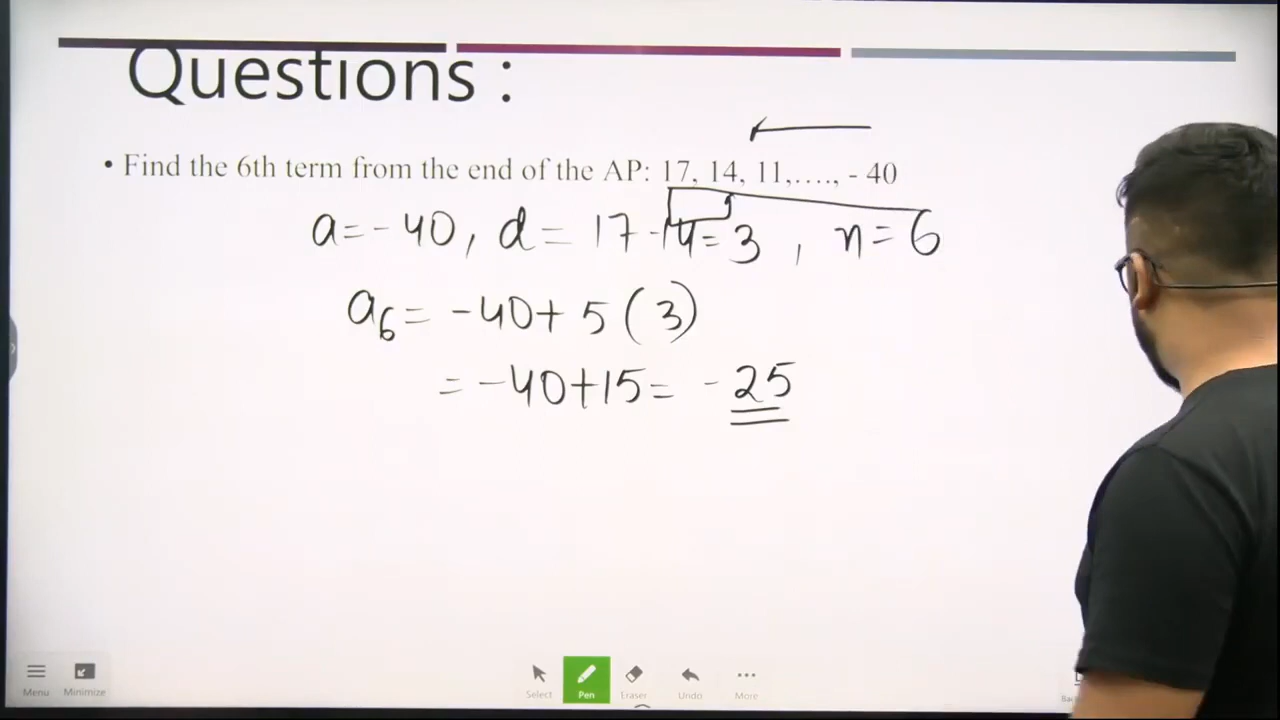 Questions :
• Find the 6th term from the end of the AP: 17, 14, 11,...., - 40
a = - 40, d = 17 - 14 = 3 , n = 6
a6 = - 40 + 5 ( 3 )
= - 40 + 15 = - 25
Menu Minimize Select Pen Eraser Undo More